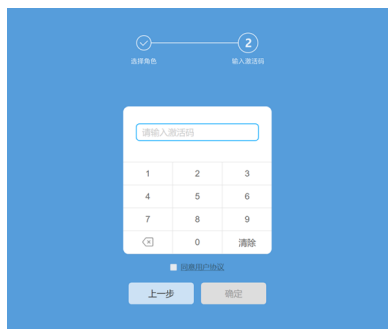 2
选择角色
输入激活码
请输入激活码
1 2 3
4 5 6
7 8 9
0 清除
同意用户协议
上一步 确定